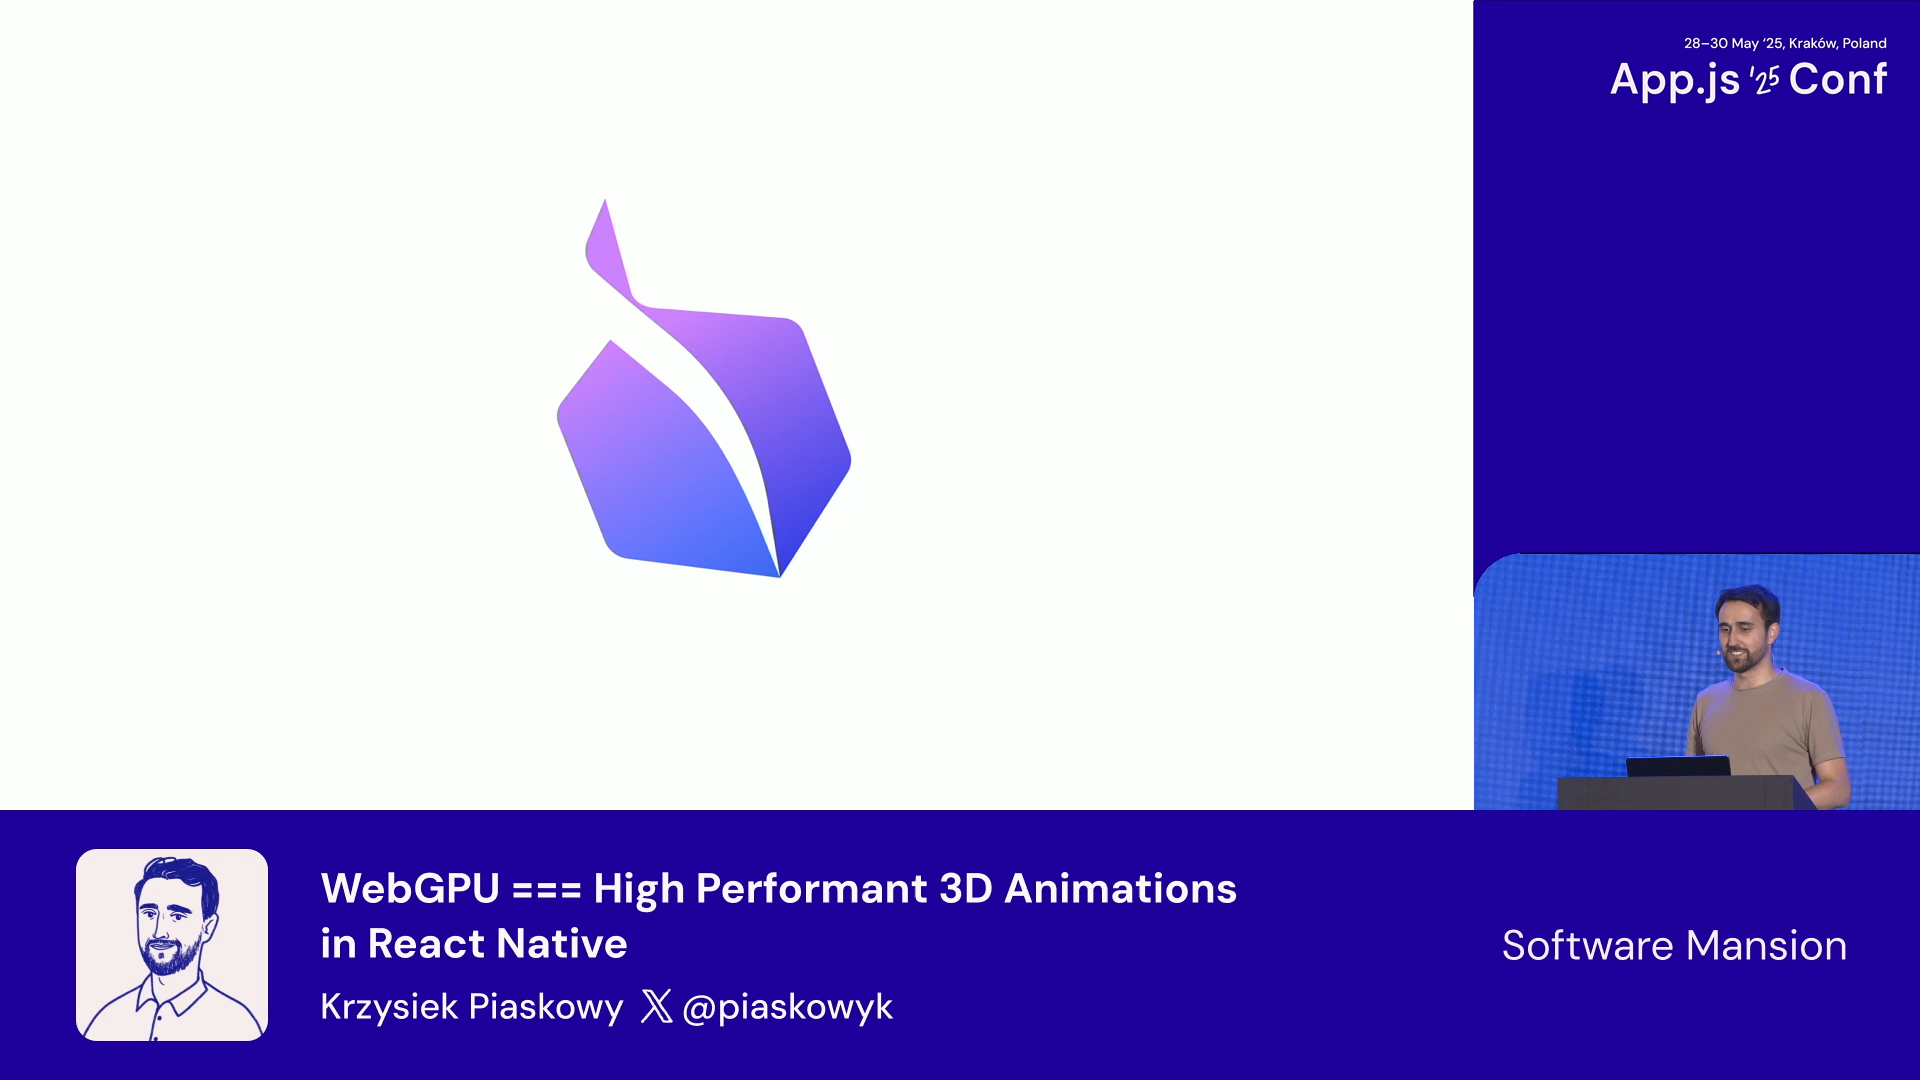 28–30 May ‘25, Kraków, Poland
App.js ‘25 Conf
WebGPU === High Performant 3D Animations
in React Native
Krzysiek Piaskowy 𝕏 @piaskowyk
Software Mansion